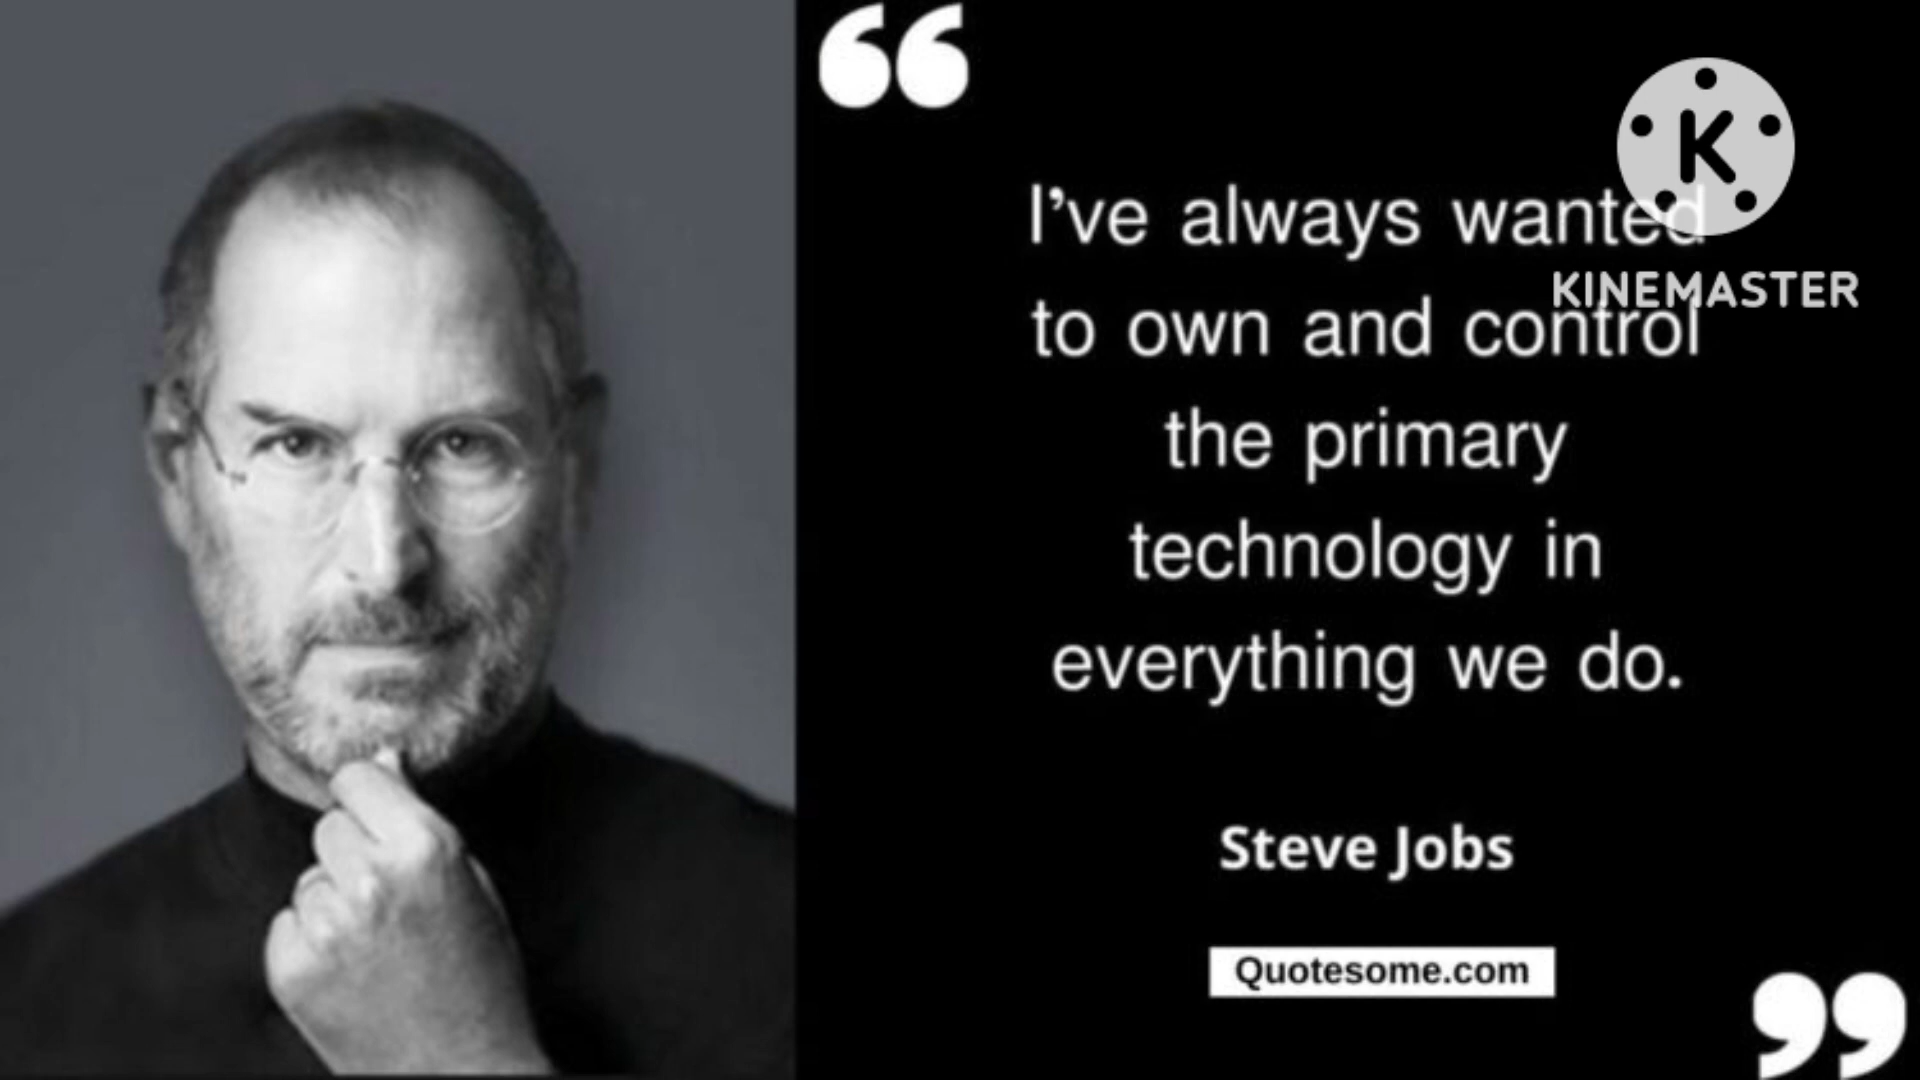 “
K
KINEMASTER
I’ve always wanted
to own and control
the primary
technology in
everything we do.
Steve Jobs
Quotesome.com
”